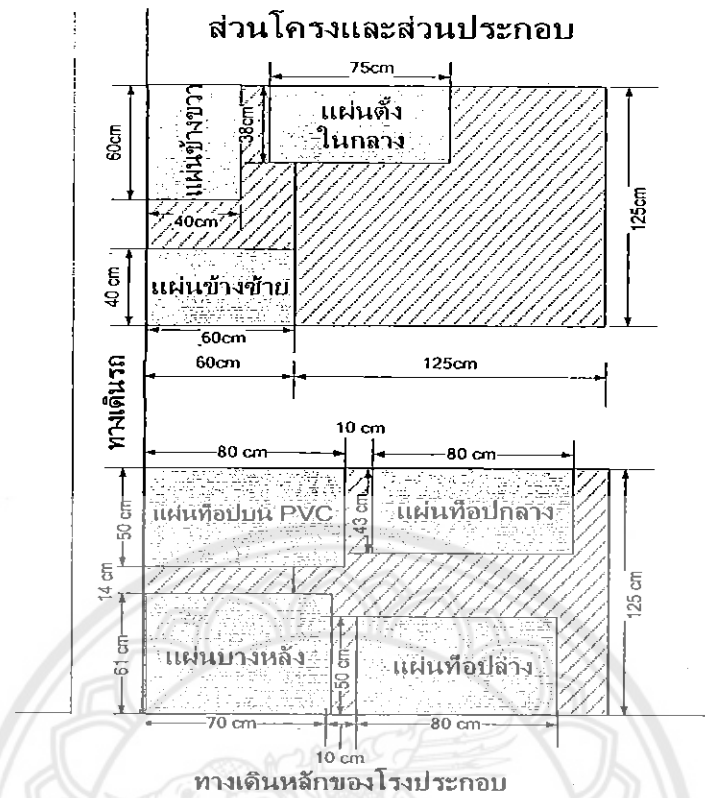 ส่วนโครงและส่วนประกอบ
75cm
60cm
แผ่นข้างขวา
38cm
แผ่นตั้ง
ในกลาง
125cm
40cm
40 cm
แผ่นข้างซ้าย
60cm
60cm
125cm
ทางเดินรถ
10 cm
80 cm
80 cm
50 cm
แผ่นท็อปบน PVC
43 cm
แผ่นท็อปกลาง
14 cm
125 cm
61 cm
แผ่นบางหลัง
50 cm
แผ่นท็อปล่าง
70 cm
80 cm
10 cm
ทางเดินหลักของโรงประกอบ